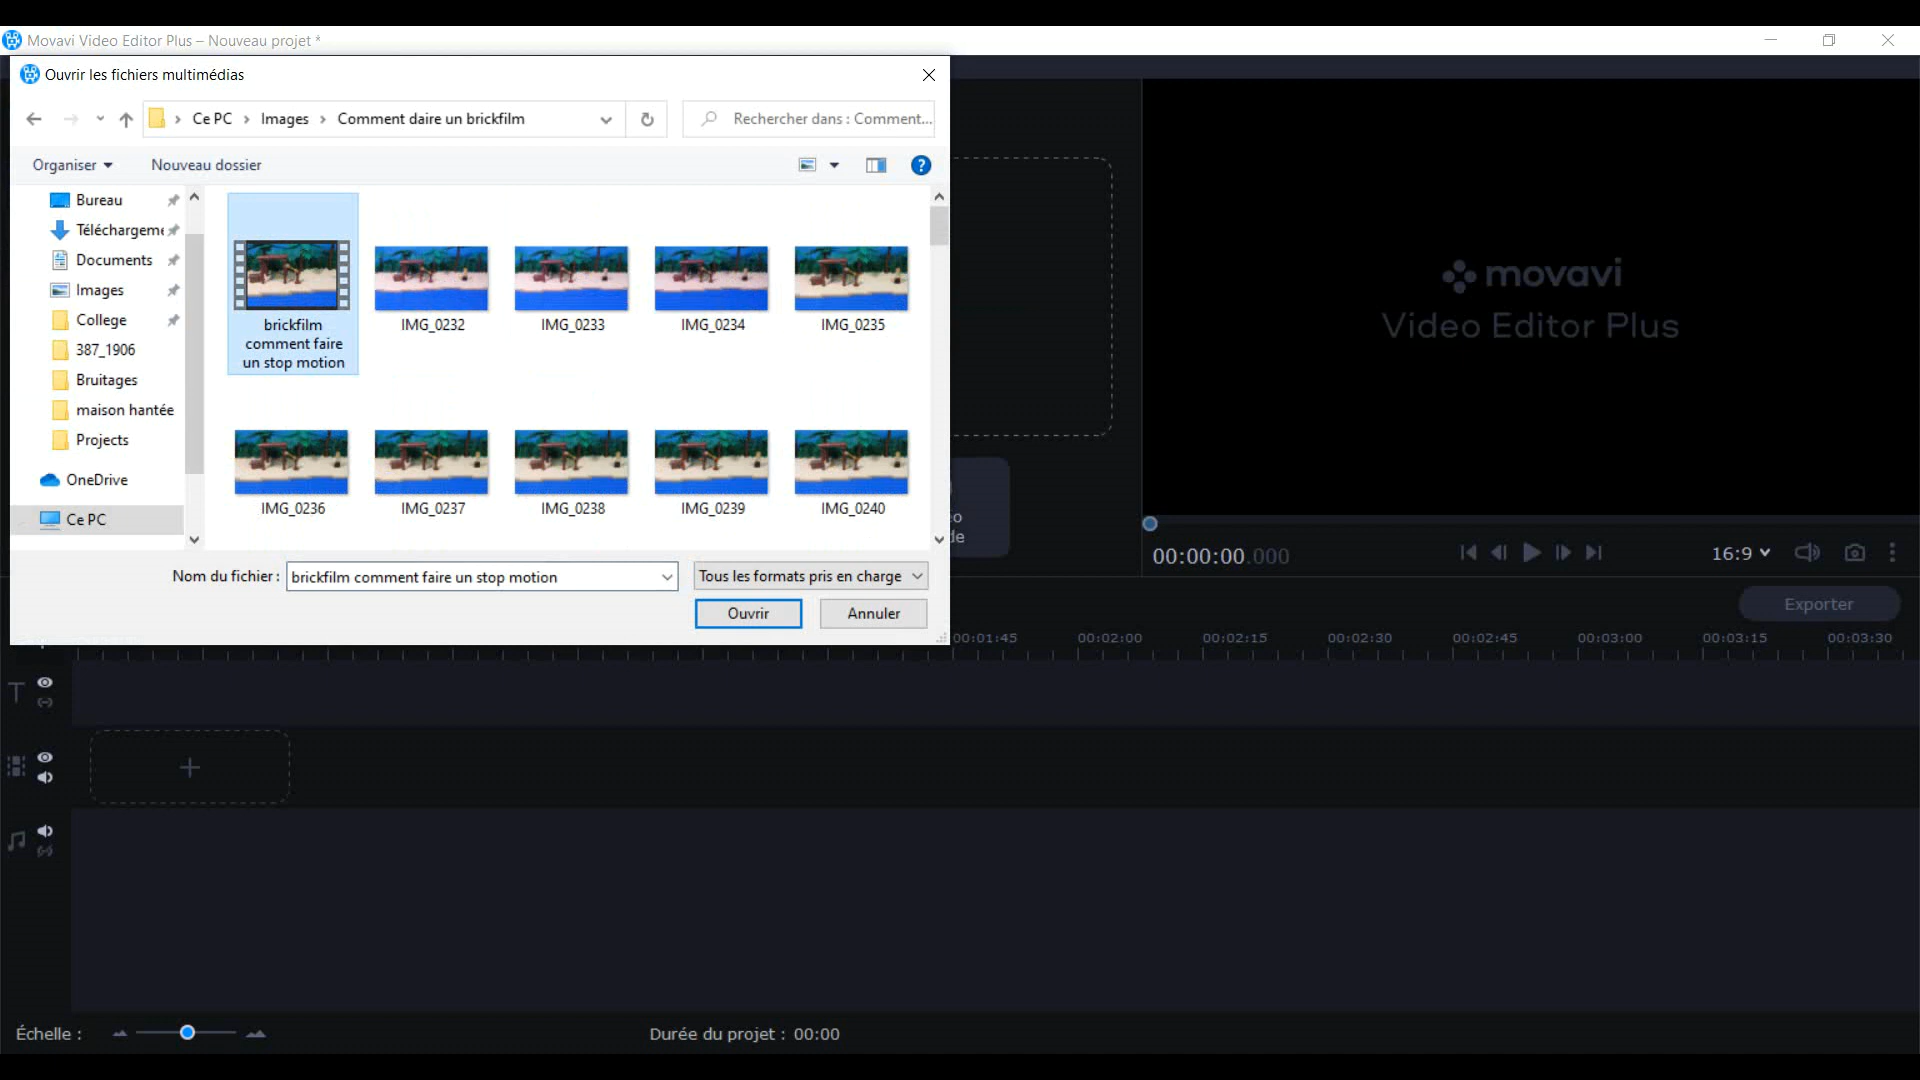 Movavi Video Editor Plus – Nouveau projet *
Ouvrir les fichiers multimédias
Ce PC > Images > Comment daire un brickfilm
Rechercher dans : Comment...
Organiser
Nouveau dossier
Bureau
Téléchargeme
Documents
Images
College
387_1906
Bruitages
maison hantée
Projects
OneDrive
Ce PC
brickfilm
comment faire
un stop motion
IMG_0232
IMG_0233
IMG_0234
IMG_0235
IMG_0236
IMG_0237
IMG_0238
IMG_0239
IMG_0240
Nom du fichier :
brickfilm comment faire un stop motion
Tous les formats pris en charge
Ouvrir
Annuler
movavi
Video Editor Plus
00:00:00.000
16:9
Exporter
00:01:45
00:02:00
00:02:15
00:02:30
00:02:45
00:03:00
00:03:15
00:03:30
Échelle :
Durée du projet : 00:00